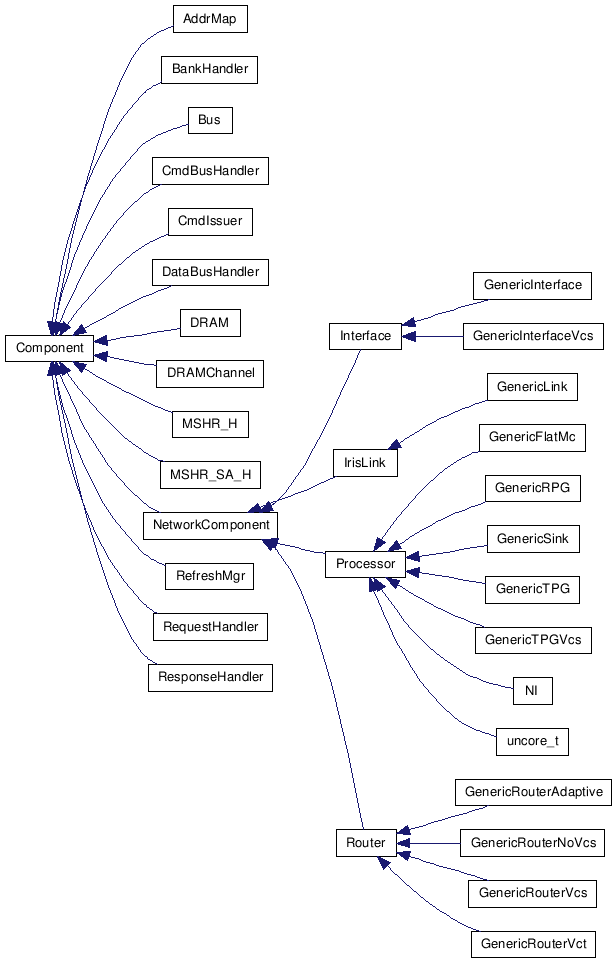 AddrMap
BankHandler
Bus
CmdBusHandler
CmdIssuer
DataBusHandler
GenericInterface
DRAM
Interface
GenericInterfaceVcs
Component
DRAMChannel
GenericLink
MSHR_H
GenericFlatMc
IrisLink
MSHR_SA_H
GenericRPG
NetworkComponent
GenericSink
Processor
RefreshMgr
GenericTPG
RequestHandler
GenericTPGVcs
ResponseHandler
NI
uncore_t
GenericRouterAdaptive
Router
GenericRouterNoVcs
GenericRouterVcs
GenericRouterVct